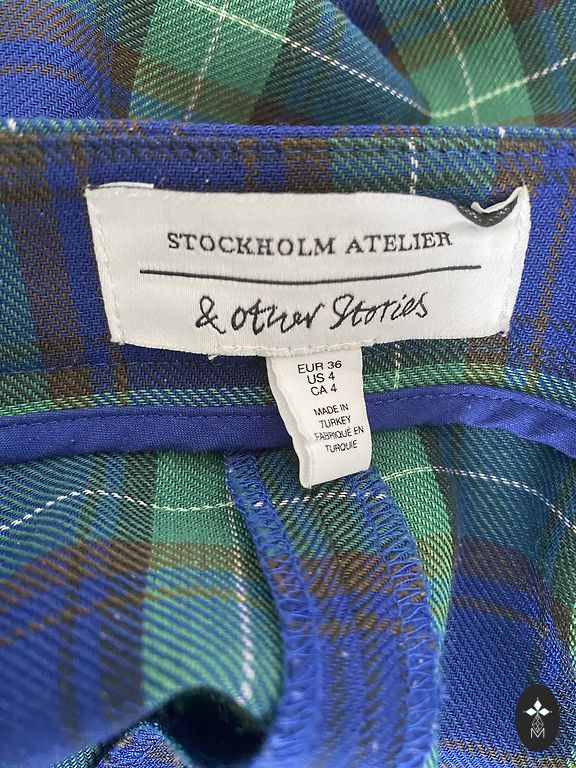 STOCKHOLM ATELIER
& other Stories
EUR 36
US 4
CA 4
MADE IN
TURKEY
FABRIQUÉ EN
TURQUIE
M